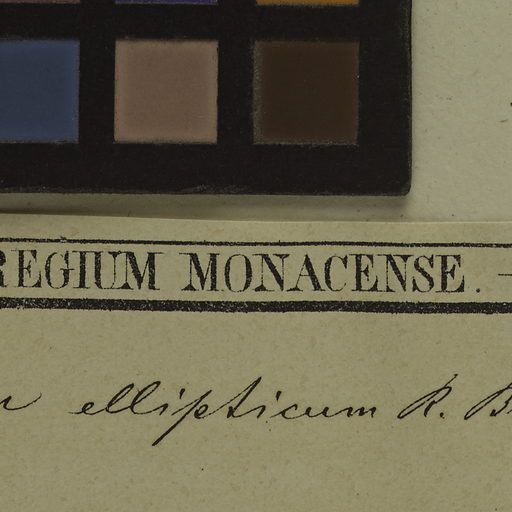 REGIUM MONACENSE. —
ellipticum R. B